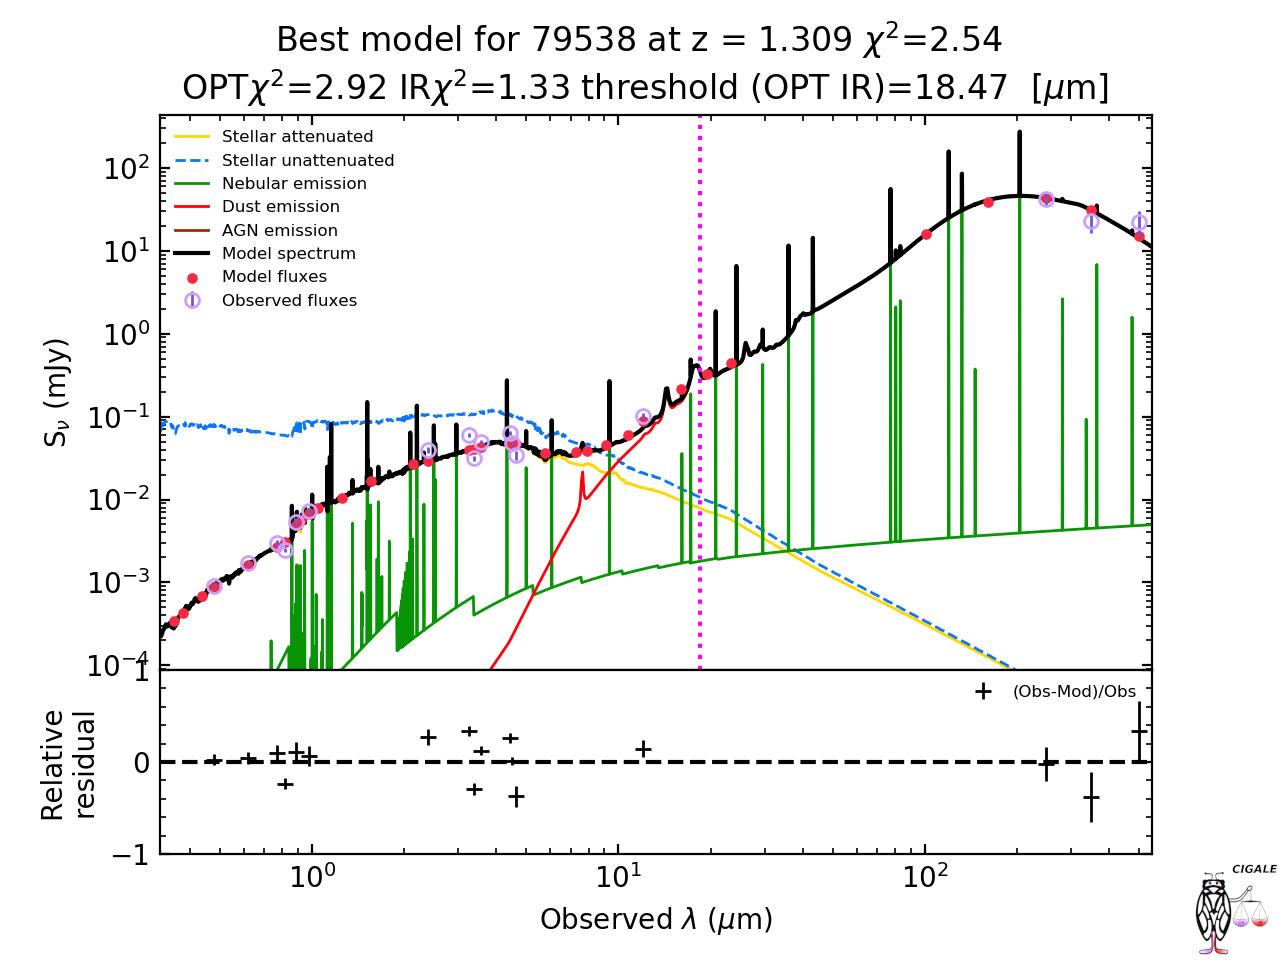 Best model for 79538 at z = 1.309 χ²=2.54
OPTχ²=2.92 IRχ²=1.33 threshold (OPT IR)=18.47 [μm]
Stellar attenuated
Stellar unattenuated
Nebular emission
Dust emission
AGN emission
Model spectrum
Model fluxes
Observed fluxes
S_ν (mJy)
10²
10¹
10⁰
10⁻¹
10⁻²
10⁻³
10⁻⁴
(Obs-Mod)/Obs
Relative
residual
1
0
−1
10⁰ 10¹ 10²
Observed λ (μm)
CIGALE